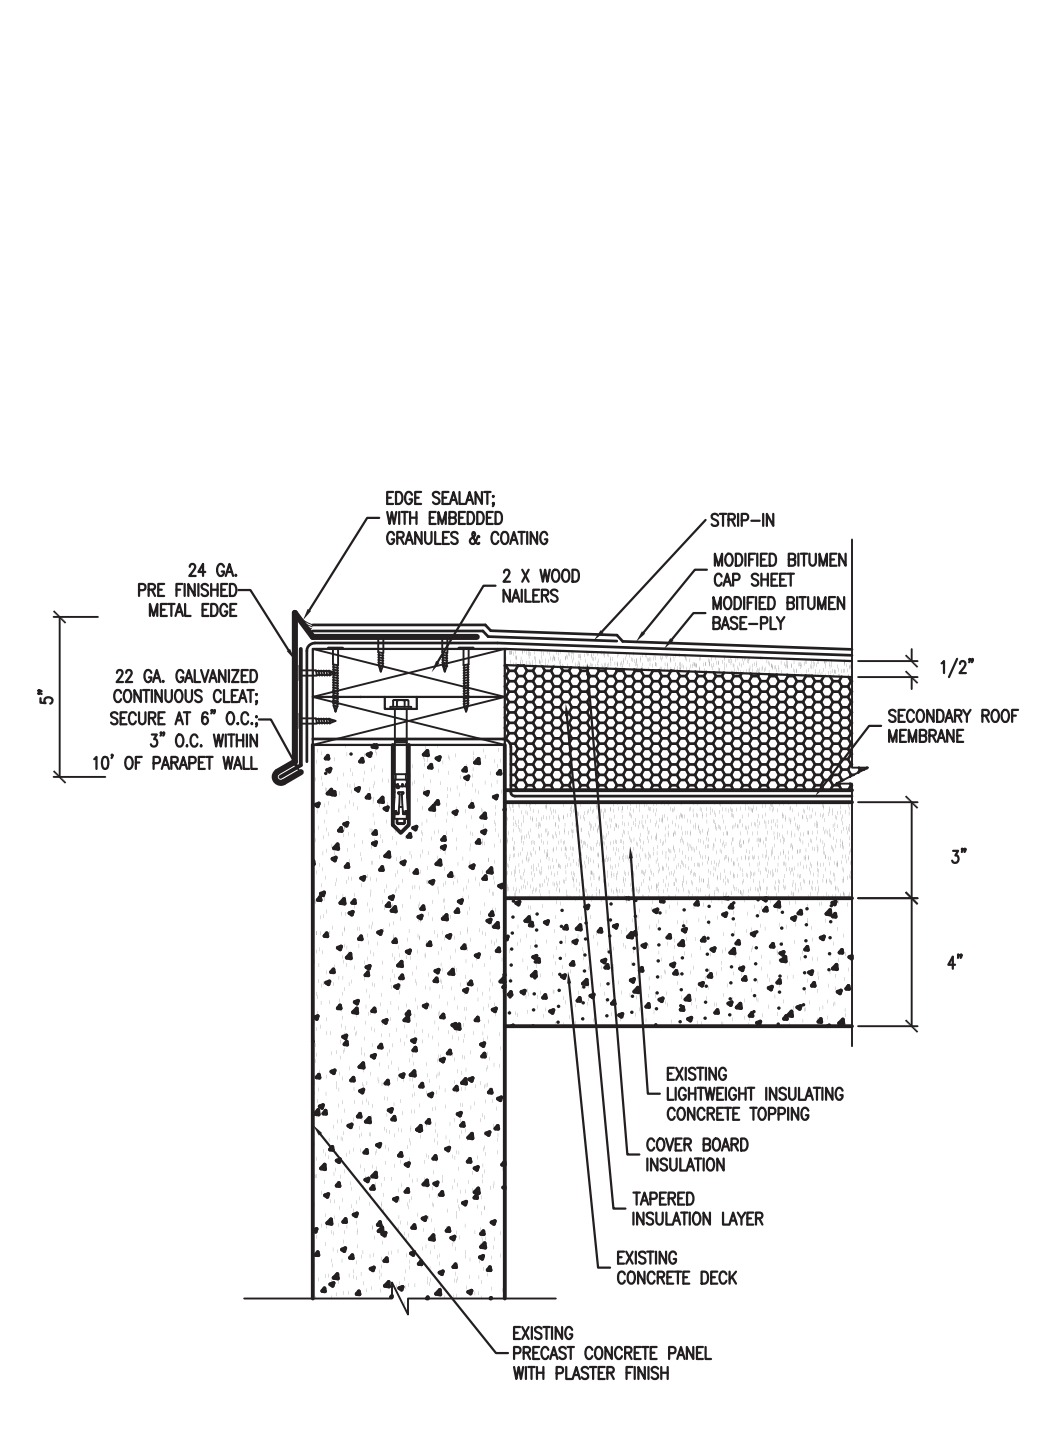 EDGE SEALANT;
WITH EMBEDDED
GRANULES & COATING
STRIP-IN
24 GA.
PRE FINISHED
METAL EDGE
2 X WOOD
NAILERS
MODIFIED BITUMEN
CAP SHEET
MODIFIED BITUMEN
BASE-PLY
1/2"
5"
22 GA. GALVANIZED
CONTINUOUS CLEAT;
SECURE AT 6" O.C.;
3" O.C. WITHIN
10' OF PARAPET WALL
SECONDARY ROOF
MEMBRANE
3"
4"
EXISTING
LIGHTWEIGHT INSULATING
CONCRETE TOPPING
COVER BOARD
INSULATION
TAPERED
INSULATION LAYER
EXISTING
CONCRETE DECK
EXISTING
PRECAST CONCRETE PANEL
WITH PLASTER FINISH